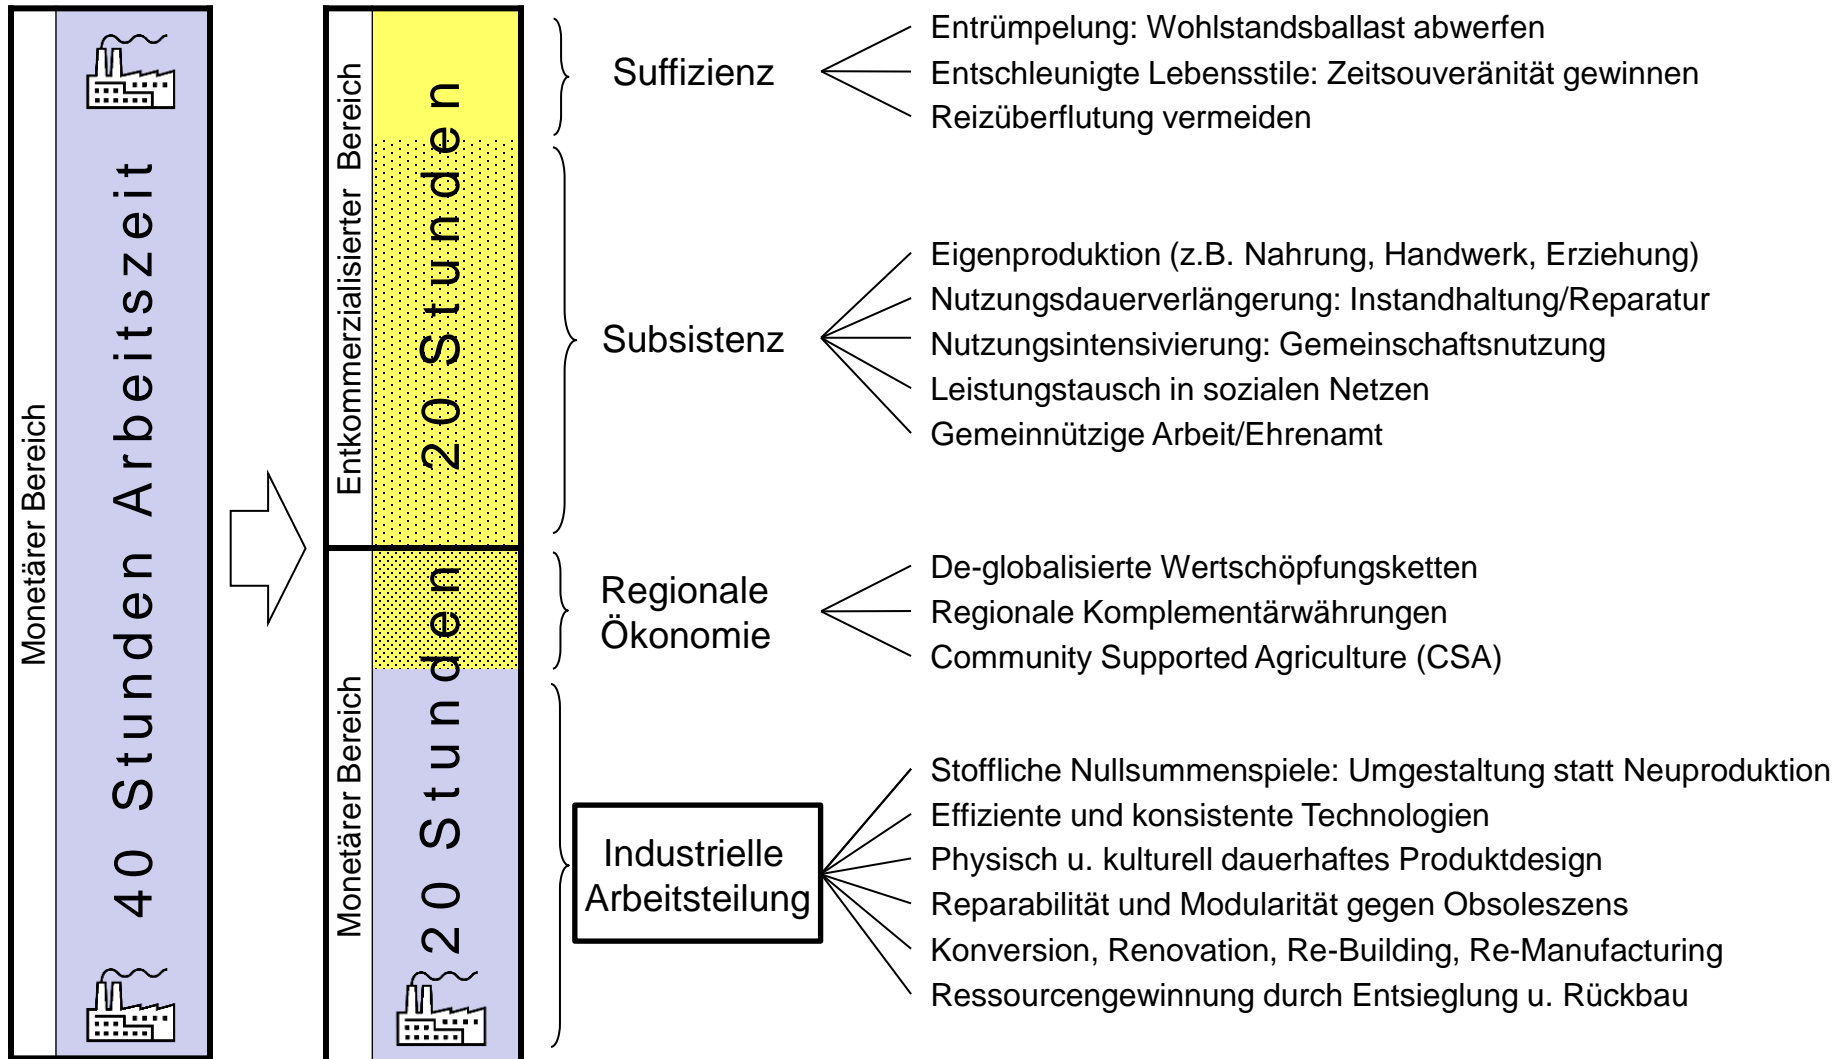 Monetärer Bereich
40 Stunden Arbeitszeit
Entkommerzialisierter Bereich
20 Stunden
Monetärer Bereich
20 Stunden
Suffizienz
Entrümpelung: Wohlstandsballast abwerfen
Entschleunigte Lebensstile: Zeitsouveränität gewinnen
Reizüberflutung vermeiden
Subsistenz
Eigenproduktion (z.B. Nahrung, Handwerk, Erziehung)
Nutzungsdauerverlängerung: Instandhaltung/Reparatur
Nutzungsintensivierung: Gemeinschaftsnutzung
Leistungstausch in sozialen Netzen
Gemeinnützige Arbeit/Ehrenamt
Regionale
Ökonomie
De-globalisierte Wertschöpfungsketten
Regionale Komplementärwährungen
Community Supported Agriculture (CSA)
Industrielle
Arbeitsteilung
Stoffliche Nullsummenspiele: Umgestaltung statt Neuproduktion
Effiziente und konsistente Technologien
Physisch u. kulturell dauerhaftes Produktdesign
Reparabilität und Modularität gegen Obsoleszens
Konversion, Renovation, Re-Building, Re-Manufacturing
Ressourcengewinnung durch Entsieglung u. Rückbau